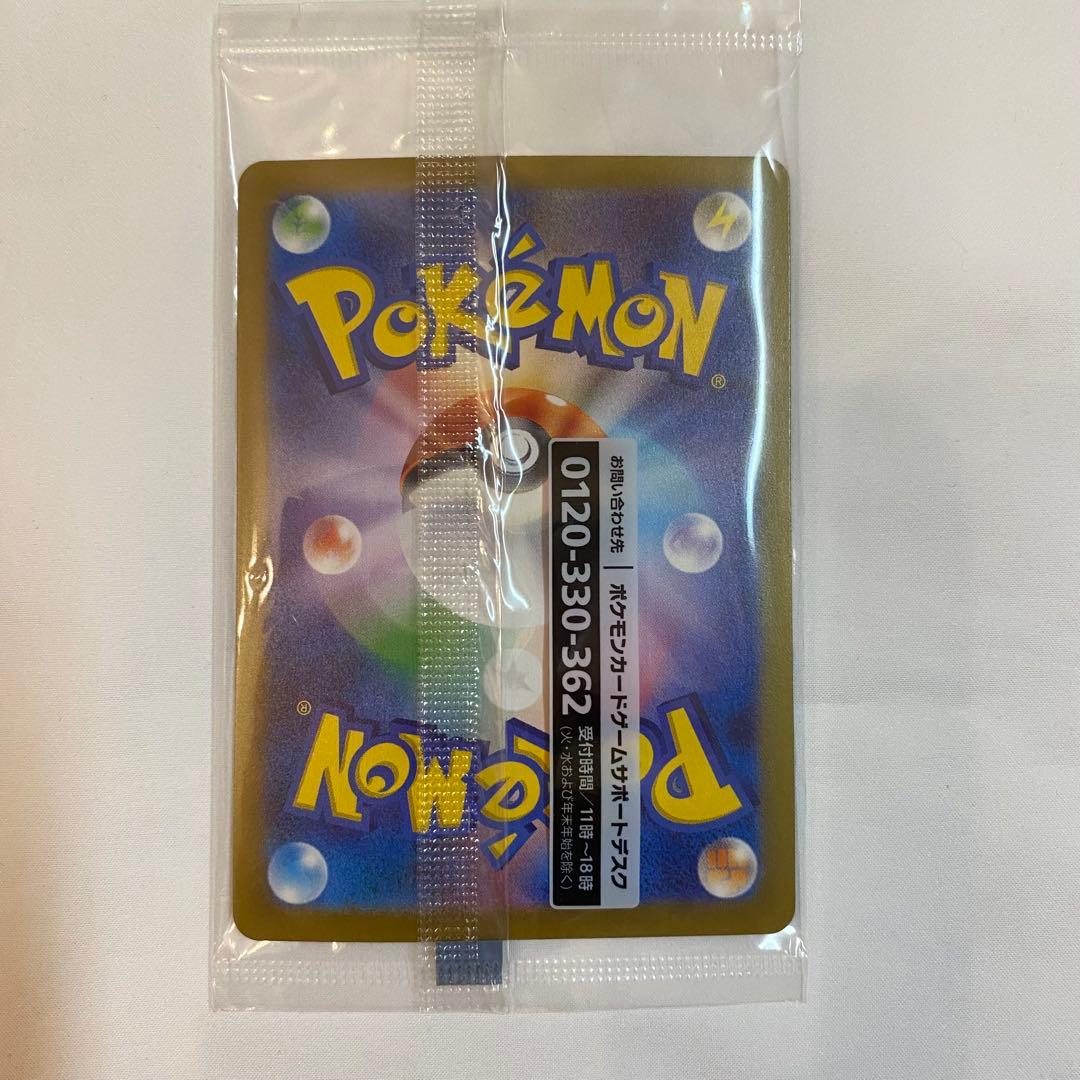 POKéMON
®
お問い合わせ先 | ポケモンカードゲームサポートデスク
0120-330-362 受付時間/11時~18時
(火・水および年末年始を除く)
®
POKéMON